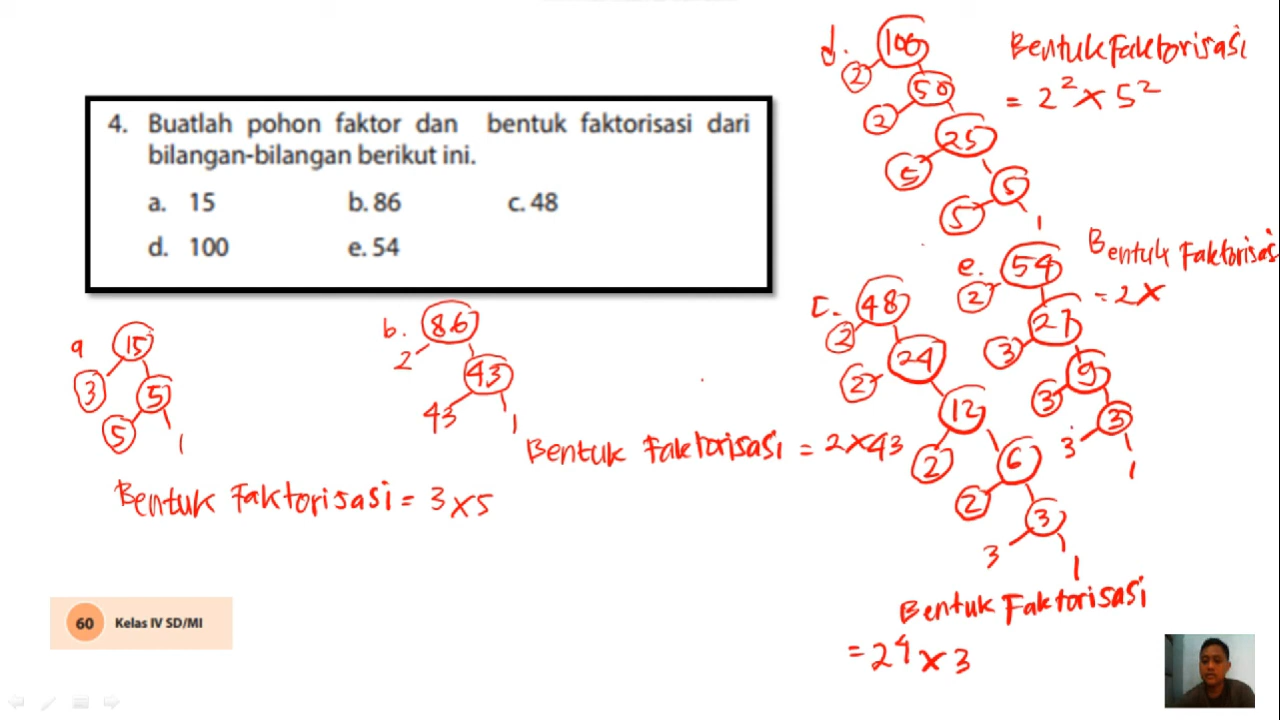 4. Buatlah pohon faktor dan bentuk faktorisasi dari
bilangan-bilangan berikut ini.
a. 15 b. 86 c. 48
d. 100 e. 54
a 15
3 5
5 1
Bentuk Faktorisasi = 3 x 5
b. 86
2 43
43 1
Bentuk Faktorisasi = 2 x 43
c. 48
2 24
2 12
2 6
2 3
3 1
Bentuk Faktorisasi
= 2⁴ x 3
d. 100
2 50
2 25
5 5
5 1
Bentuk Faktorisasi
= 2² x 5²
e. 54
2 27
3 9
3 3
3 1
Bentuk Faktorisasi
= 2 x
60 Kelas IV SD/MI